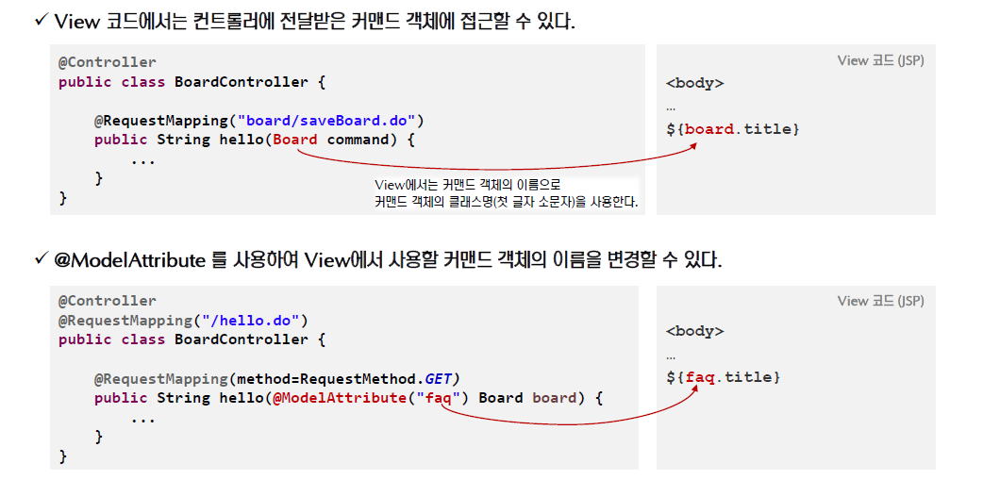 ✓ View 코드에서는 컨트롤러에 전달받은 커맨드 객체에 접근할 수 있다.
@Controller
public class BoardController {
@RequestMapping("board/saveBoard.do")
public String hello(Board command) {
...
}
}
View에서는 커맨드 객체의 이름으로
커맨드 객체의 클래스명(첫 글자 소문자)을 사용한다.
View 코드 (JSP)
<body>
…
${board.title}
✓ @ModelAttribute 를 사용하여 View에서 사용할 커맨드 객체의 이름을 변경할 수 있다.
@Controller
@RequestMapping("/hello.do")
public class BoardController {
@RequestMapping(method=RequestMethod.GET)
public String hello(@ModelAttribute("faq") Board board) {
...
}
}
View 코드 (JSP)
<body>
…
${faq.title}